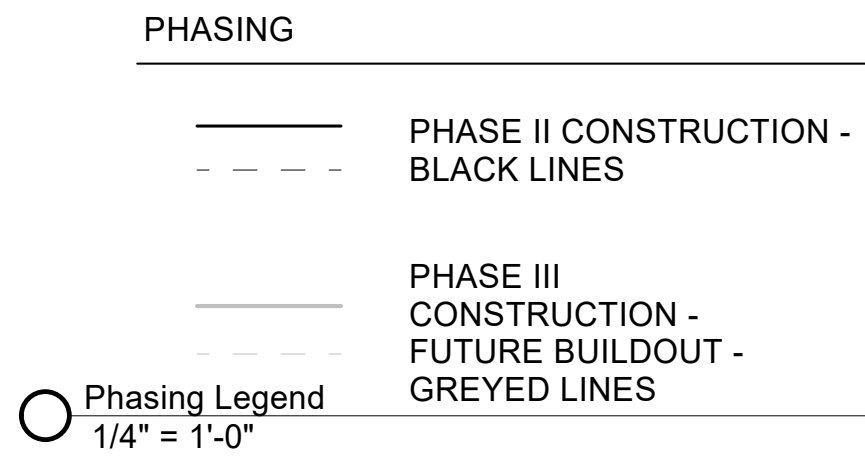 PHASING
PHASE II CONSTRUCTION -
BLACK LINES
PHASE III
CONSTRUCTION -
FUTURE BUILDOUT -
GREYED LINES
Phasing Legend
1/4" = 1'-0"